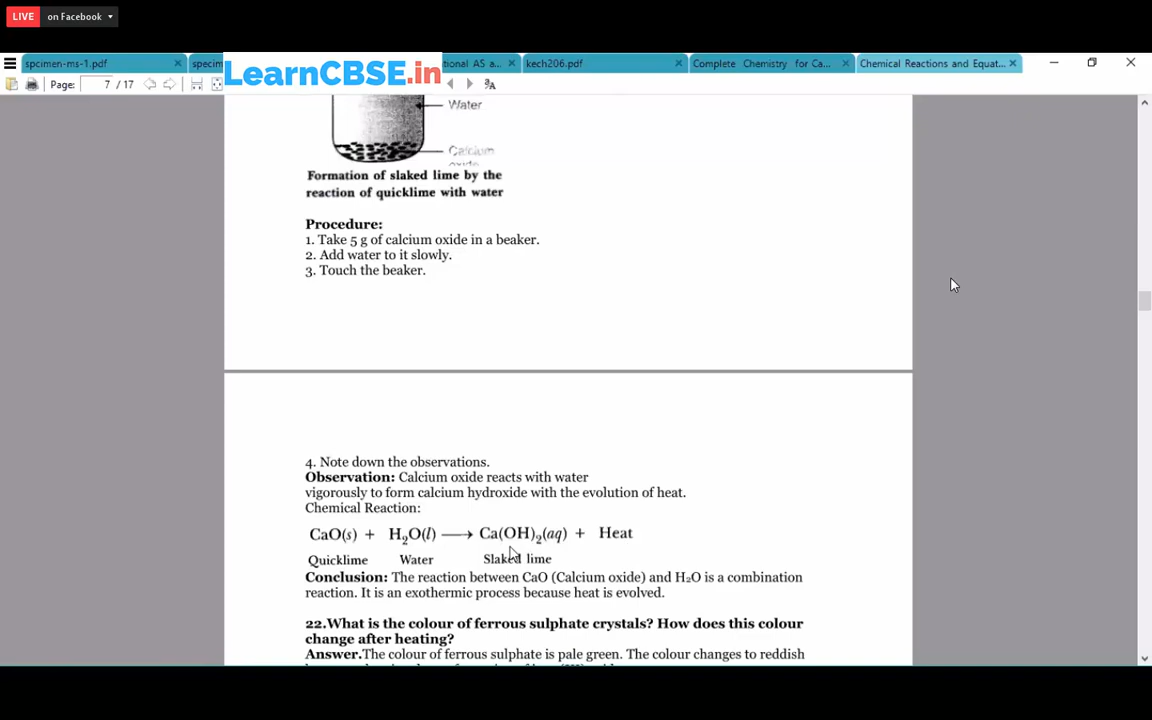 LIVE on Facebook
spcimen-ms-1.pdf
specim
LearnCBSE.in
tional AS a...
kech206.pdf
Complete Chemistry for Ca...
Chemical Reactions and Equat...
Page: 7 / 17
Water
Calcium
Formation of slaked lime by the
reaction of quicklime with water
Procedure:
1. Take 5 g of calcium oxide in a beaker.
2. Add water to it slowly.
3. Touch the beaker.
4. Note down the observations.
Observation: Calcium oxide reacts with water
vigorously to form calcium hydroxide with the evolution of heat.
Chemical Reaction:
CaO(s) + H₂O(l) ⟶ Ca(OH)₂(aq) + Heat
Quicklime Water Slaked lime
Conclusion: The reaction between CaO (Calcium oxide) and H₂O is a combination
reaction. It is an exothermic process because heat is evolved.
22.What is the colour of ferrous sulphate crystals? How does this colour
change after heating?
Answer.The colour of ferrous sulphate is pale green. The colour changes to reddish